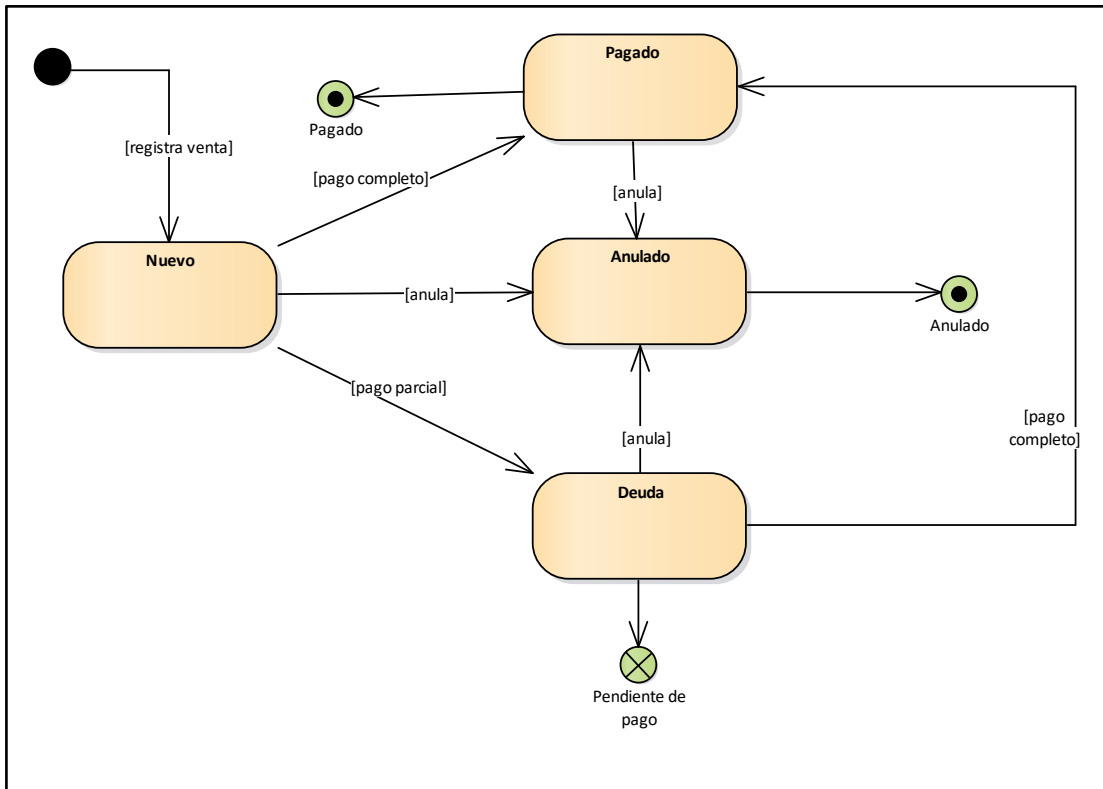 Pagado
Pagado
[registra venta]
[pago completo]
[anula]
Nuevo
Anulado
[anula]
Anulado
[pago parcial]
[pago
completo]
[anula]
Deuda
Pendiente de
pago